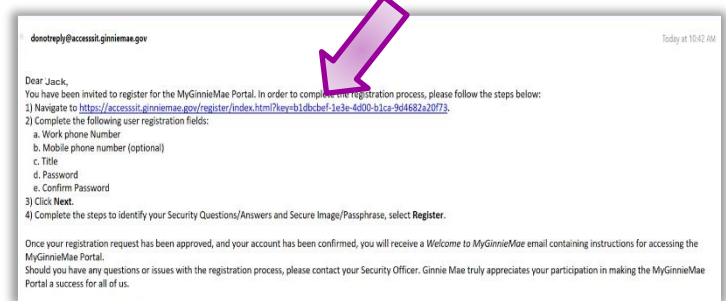 donotreply@accesssit.ginniemae.gov
Today at 10:42 AM
Dear Jack,
You have been invited to register for the MyGinnieMae Portal. In order to complete the registration process, please follow the steps below:
1) Navigate to https://accesssit.ginniemae.gov/register/index.html?key=b1dbcbef-1e3e-4d00-b1ca-9d4682a20f73.
2) Complete the following user registration fields:
a. Work phone Number
b. Mobile phone number (optional)
c. Title
d. Password
e. Confirm Password
3) Click Next.
4) Complete the steps to identify your Security Questions/Answers and Secure Image/Passphrase, select Register.
Once your registration request has been approved, and your account has been confirmed, you will receive a Welcome to MyGinnieMae email containing instructions for accessing the
MyGinnieMae Portal.
Should you have any questions or issues with the registration process, please contact your Security Officer. Ginnie Mae truly appreciates your participation in making the MyGinnieMae
Portal a success for all of us.